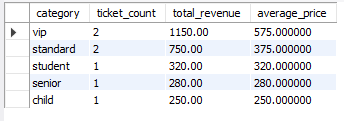 category ticket_count total_revenue average_price
vip 2 1150.00 575.000000
standard 2 750.00 375.000000
student 1 320.00 320.000000
senior 1 280.00 280.000000
child 1 250.00 250.000000